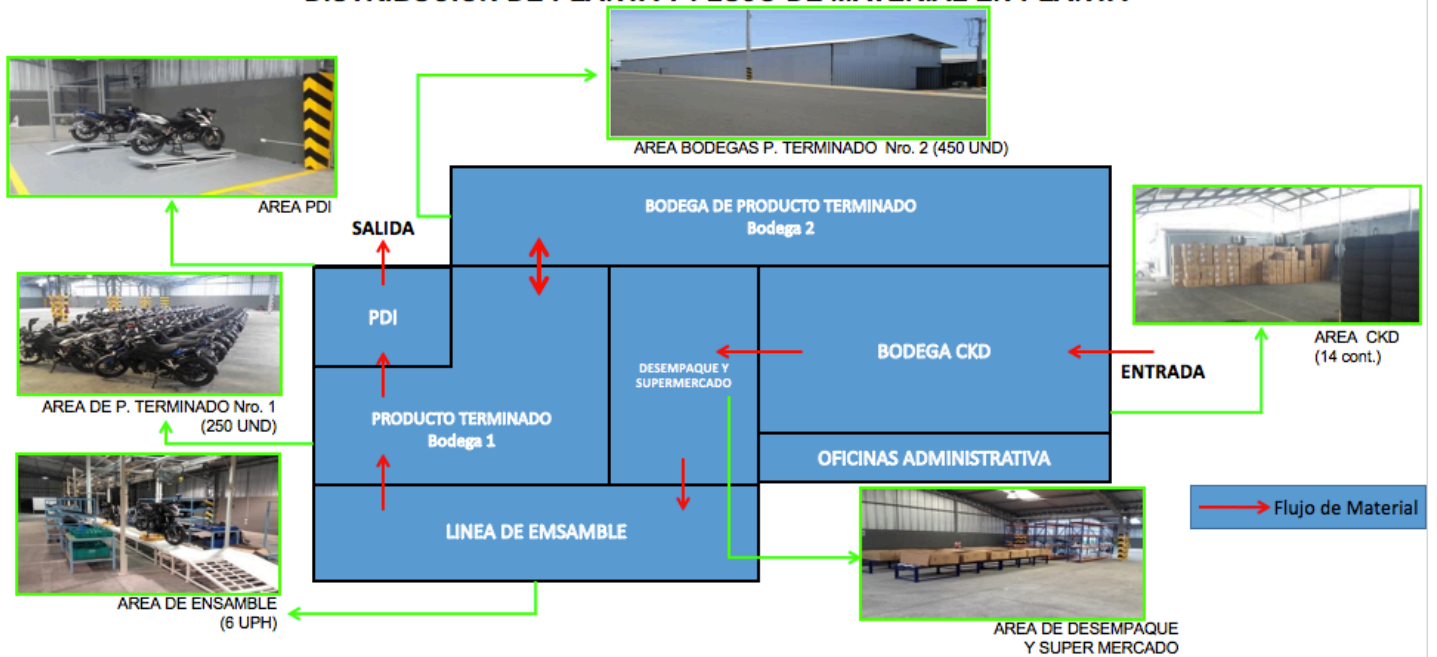 AREA BODEGAS P. TERMINADO Nro. 2 (450 UND)
AREA PDI
SALIDA
BODEGA DE PRODUCTO TERMINADO
Bodega 2
PDI
AREA DE P. TERMINADO Nro. 1
(250 UND)
PRODUCTO TERMINADO
Bodega 1
DESEMPAQUE Y
SUPERMERCADO
BODEGA CKD
ENTRADA
AREA CKD
(14 cont.)
OFICINAS ADMINISTRATIVA
LINEA DE EMSAMBLE
Flujo de Material
AREA DE ENSAMBLE
(6 UPH)
AREA DE DESEMPAQUE
Y SUPER MERCADO